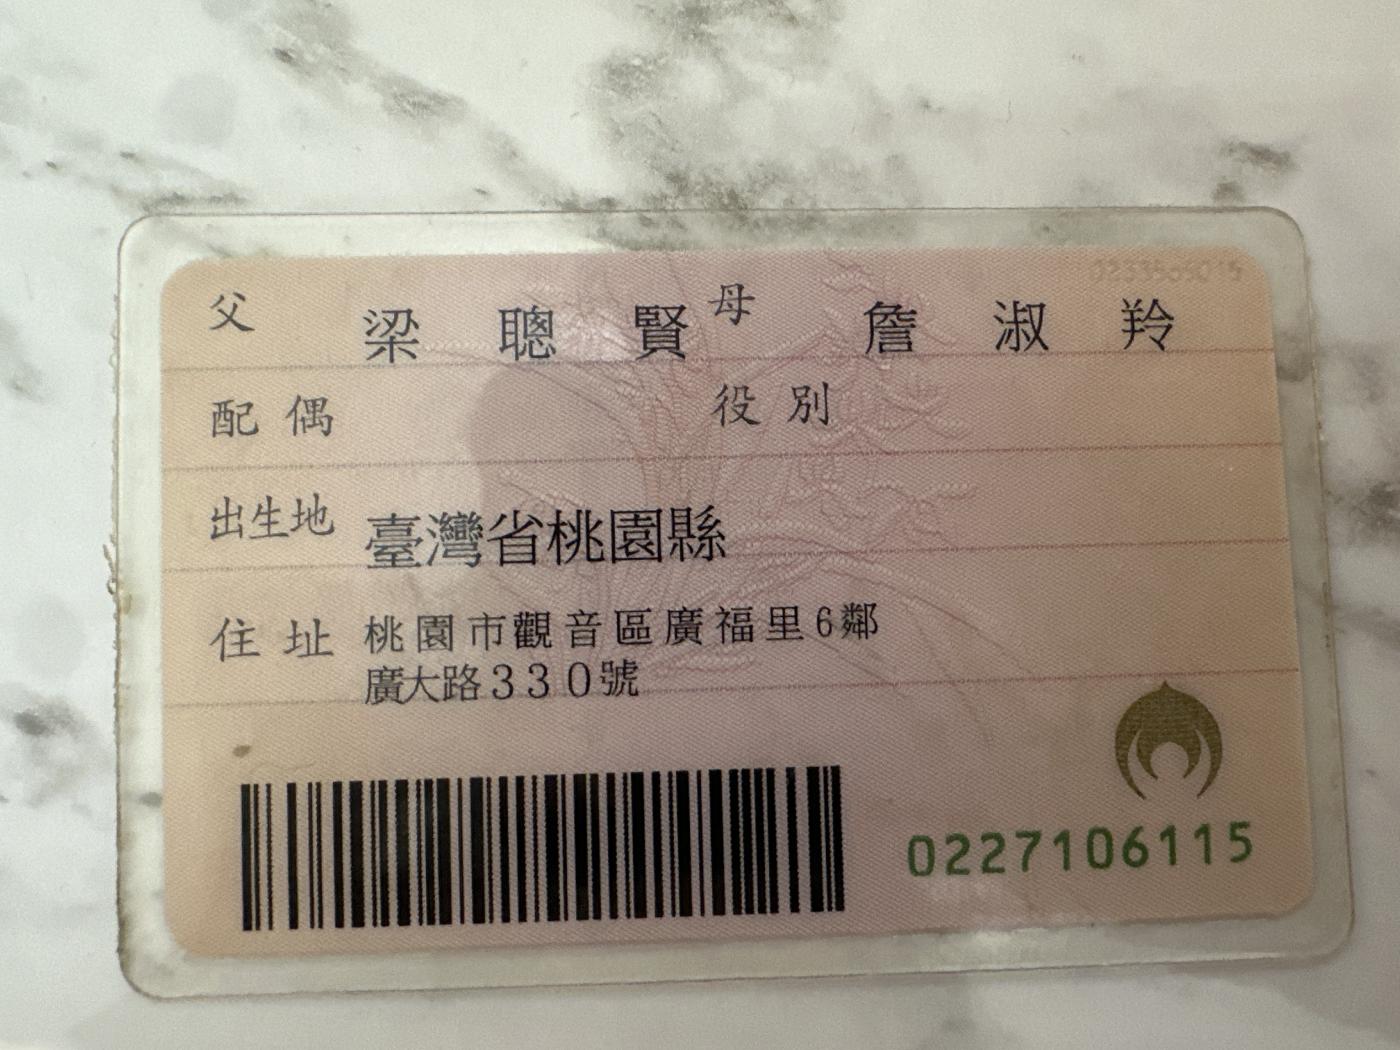 父 梁聰賢 母 詹淑羚
配偶 役別
出生地 臺灣省桃園縣
住址 桃園市觀音區廣福里6鄰
廣大路330號
0227106115